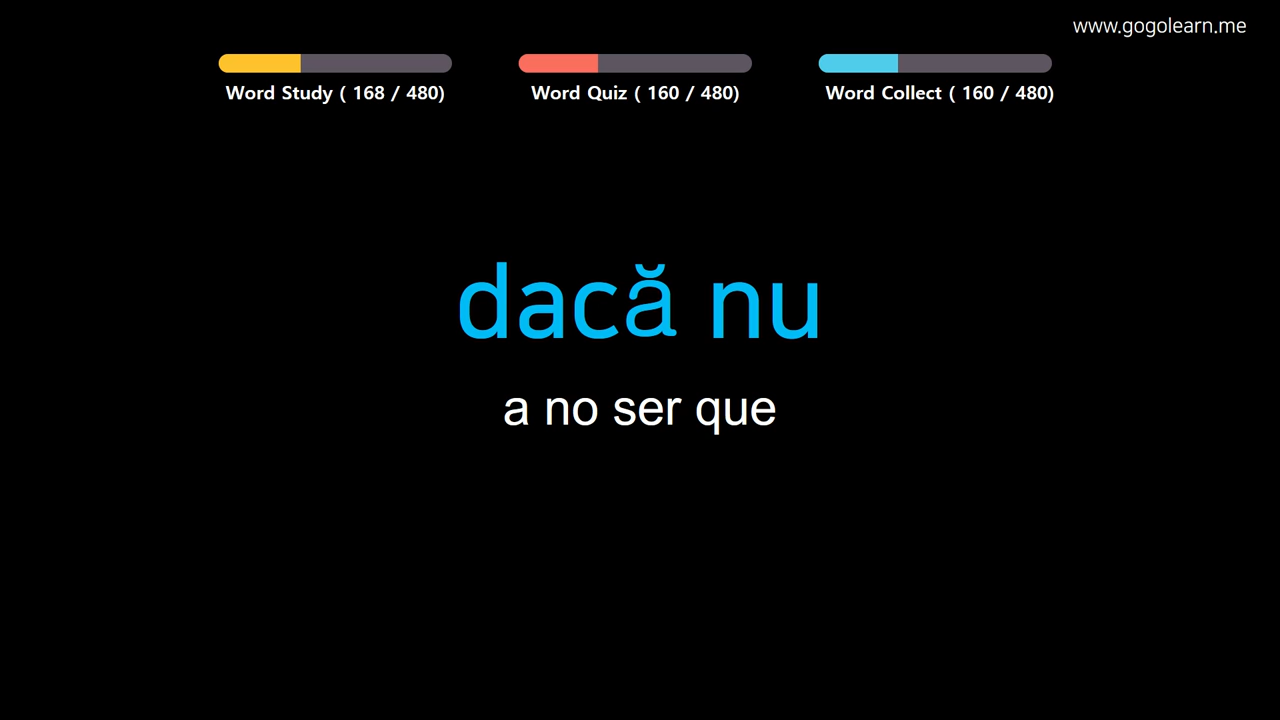 www.gogolearn.me
Word Study ( 168 / 480)
Word Quiz ( 160 / 480)
Word Collect ( 160 / 480)
dacă nu
a no ser que